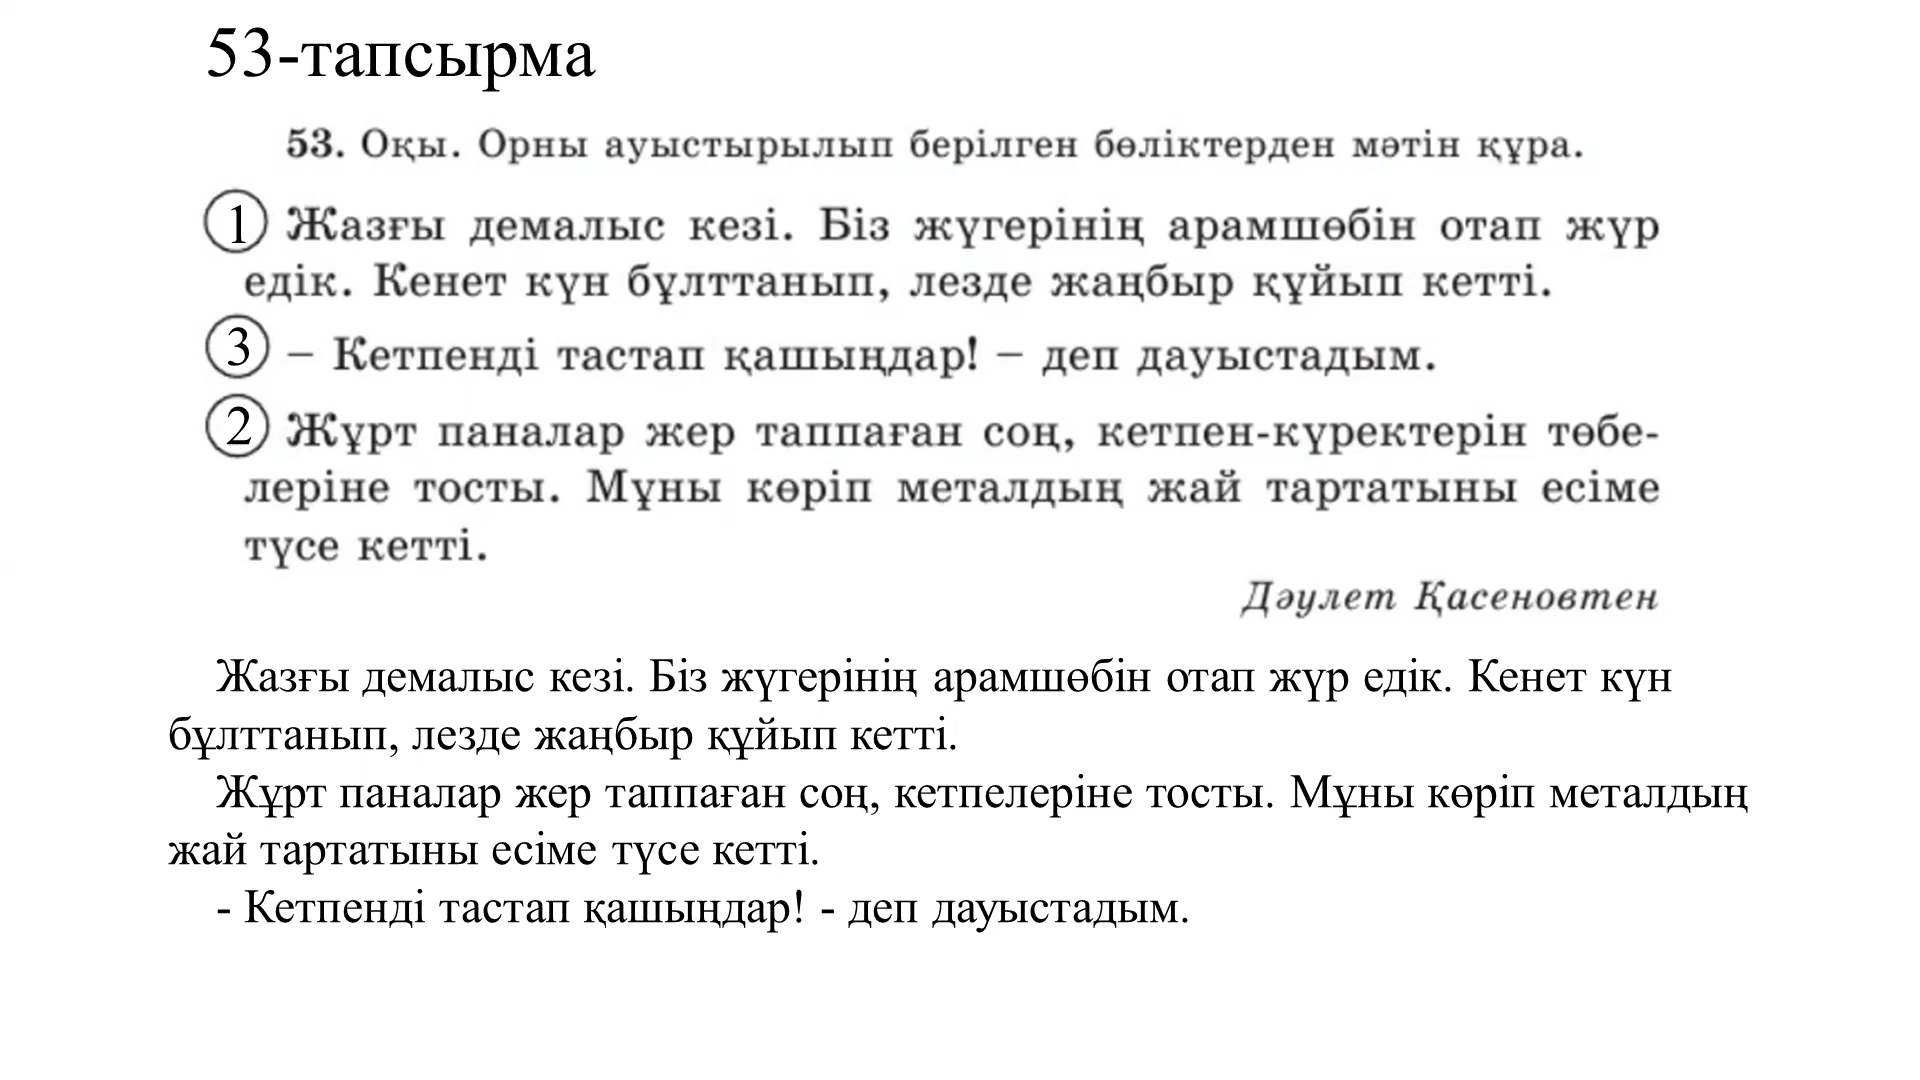 53-тапсырма
53. Оқы. Орны ауыстырылып берілген бөліктерден мәтін құра.
1 Жазғы демалыс кезі. Біз жүгерінің арамшөбін отап жүр
едік. Кенет күн бұлттанып, лезде жаңбыр құйып кетті.
3 – Кетпенді тастап қашыңдар! – деп дауыстадым.
2 Жұрт паналар жер таппаған соң, кетпен-күректерін төбе-
леріне тосты. Мұны көріп металдың жай тартатыны есіме
түсе кетті.
Дәулет Қасеновтен
Жазғы демалыс кезі. Біз жүгерінің арамшөбін отап жүр едік. Кенет күн
бұлттанып, лезде жаңбыр құйып кетті.
Жұрт паналар жер таппаған соң, кетпелеріне тосты. Мұны көріп металдың
жай тартатыны есіме түсе кетті.
- Кетпенді тастап қашыңдар! - деп дауыстадым.